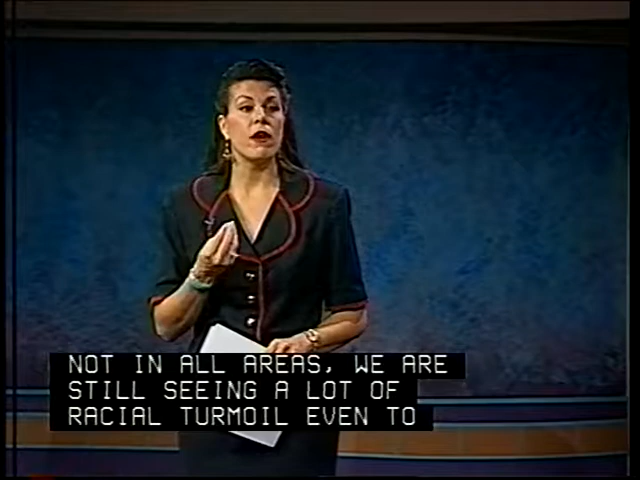 NOT IN ALL AREAS, WE ARE
STILL SEEING A LOT OF
RACIAL TURMOIL EVEN TO